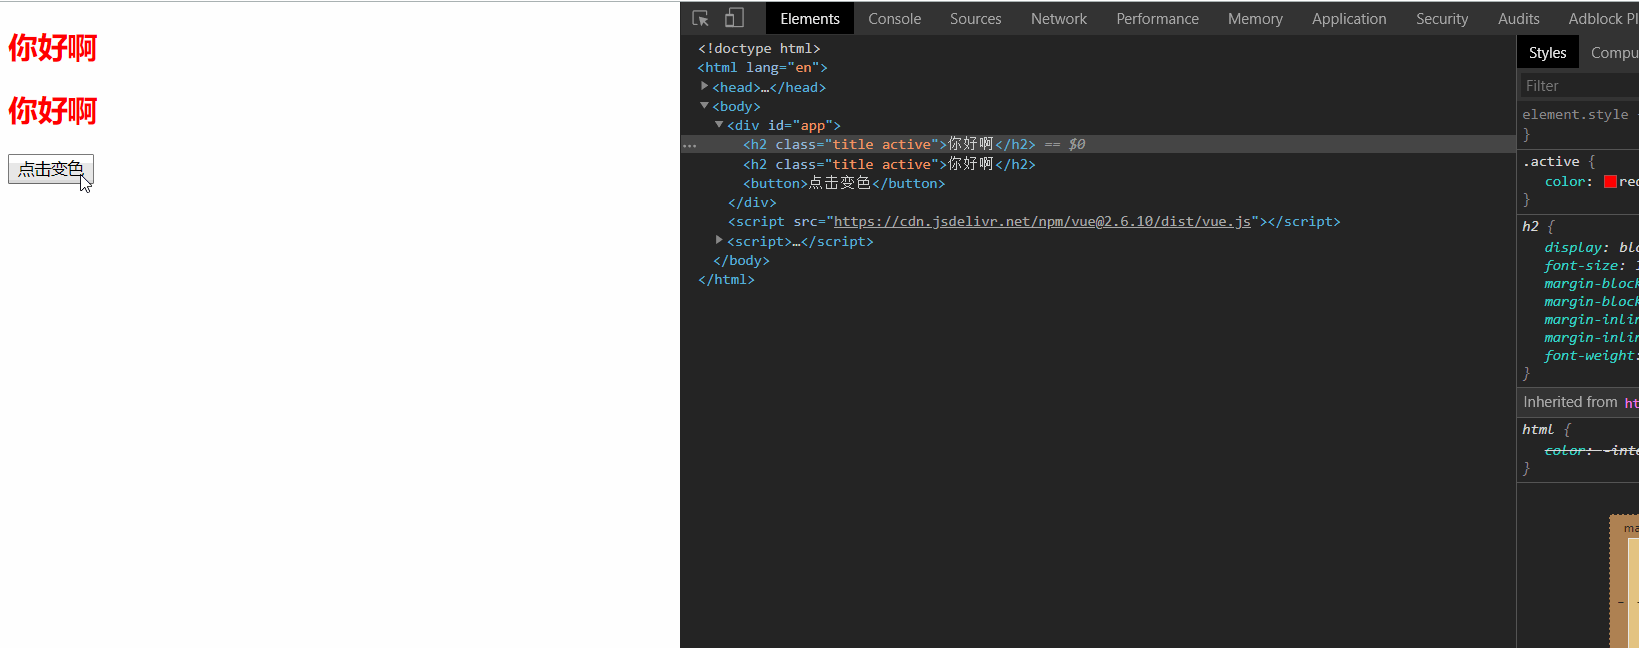 你好啊
你好啊
点击变色
Elements Console Sources Network Performance Memory Application Security Audits Adblock Pl
<!doctype html>
<html lang="en">
<head>…</head>
<body>
<div id="app">
<h2 class="title active">你好啊</h2> == $0
<h2 class="title active">你好啊</h2>
<button>点击变色</button>
</div>
<script src="https://cdn.jsdelivr.net/npm/vue@2.6.10/dist/vue.js"></script>
<script>…</script>
</body>
</html>
Styles Compu
Filter
element.style
}
.active {
color: red
}
h2 {
display: blo
font-size: 1
margin-block
margin-block
margin-inlin
margin-inlin
font-weight:
}
Inherited from ht
html {
color: -inte
}
ma